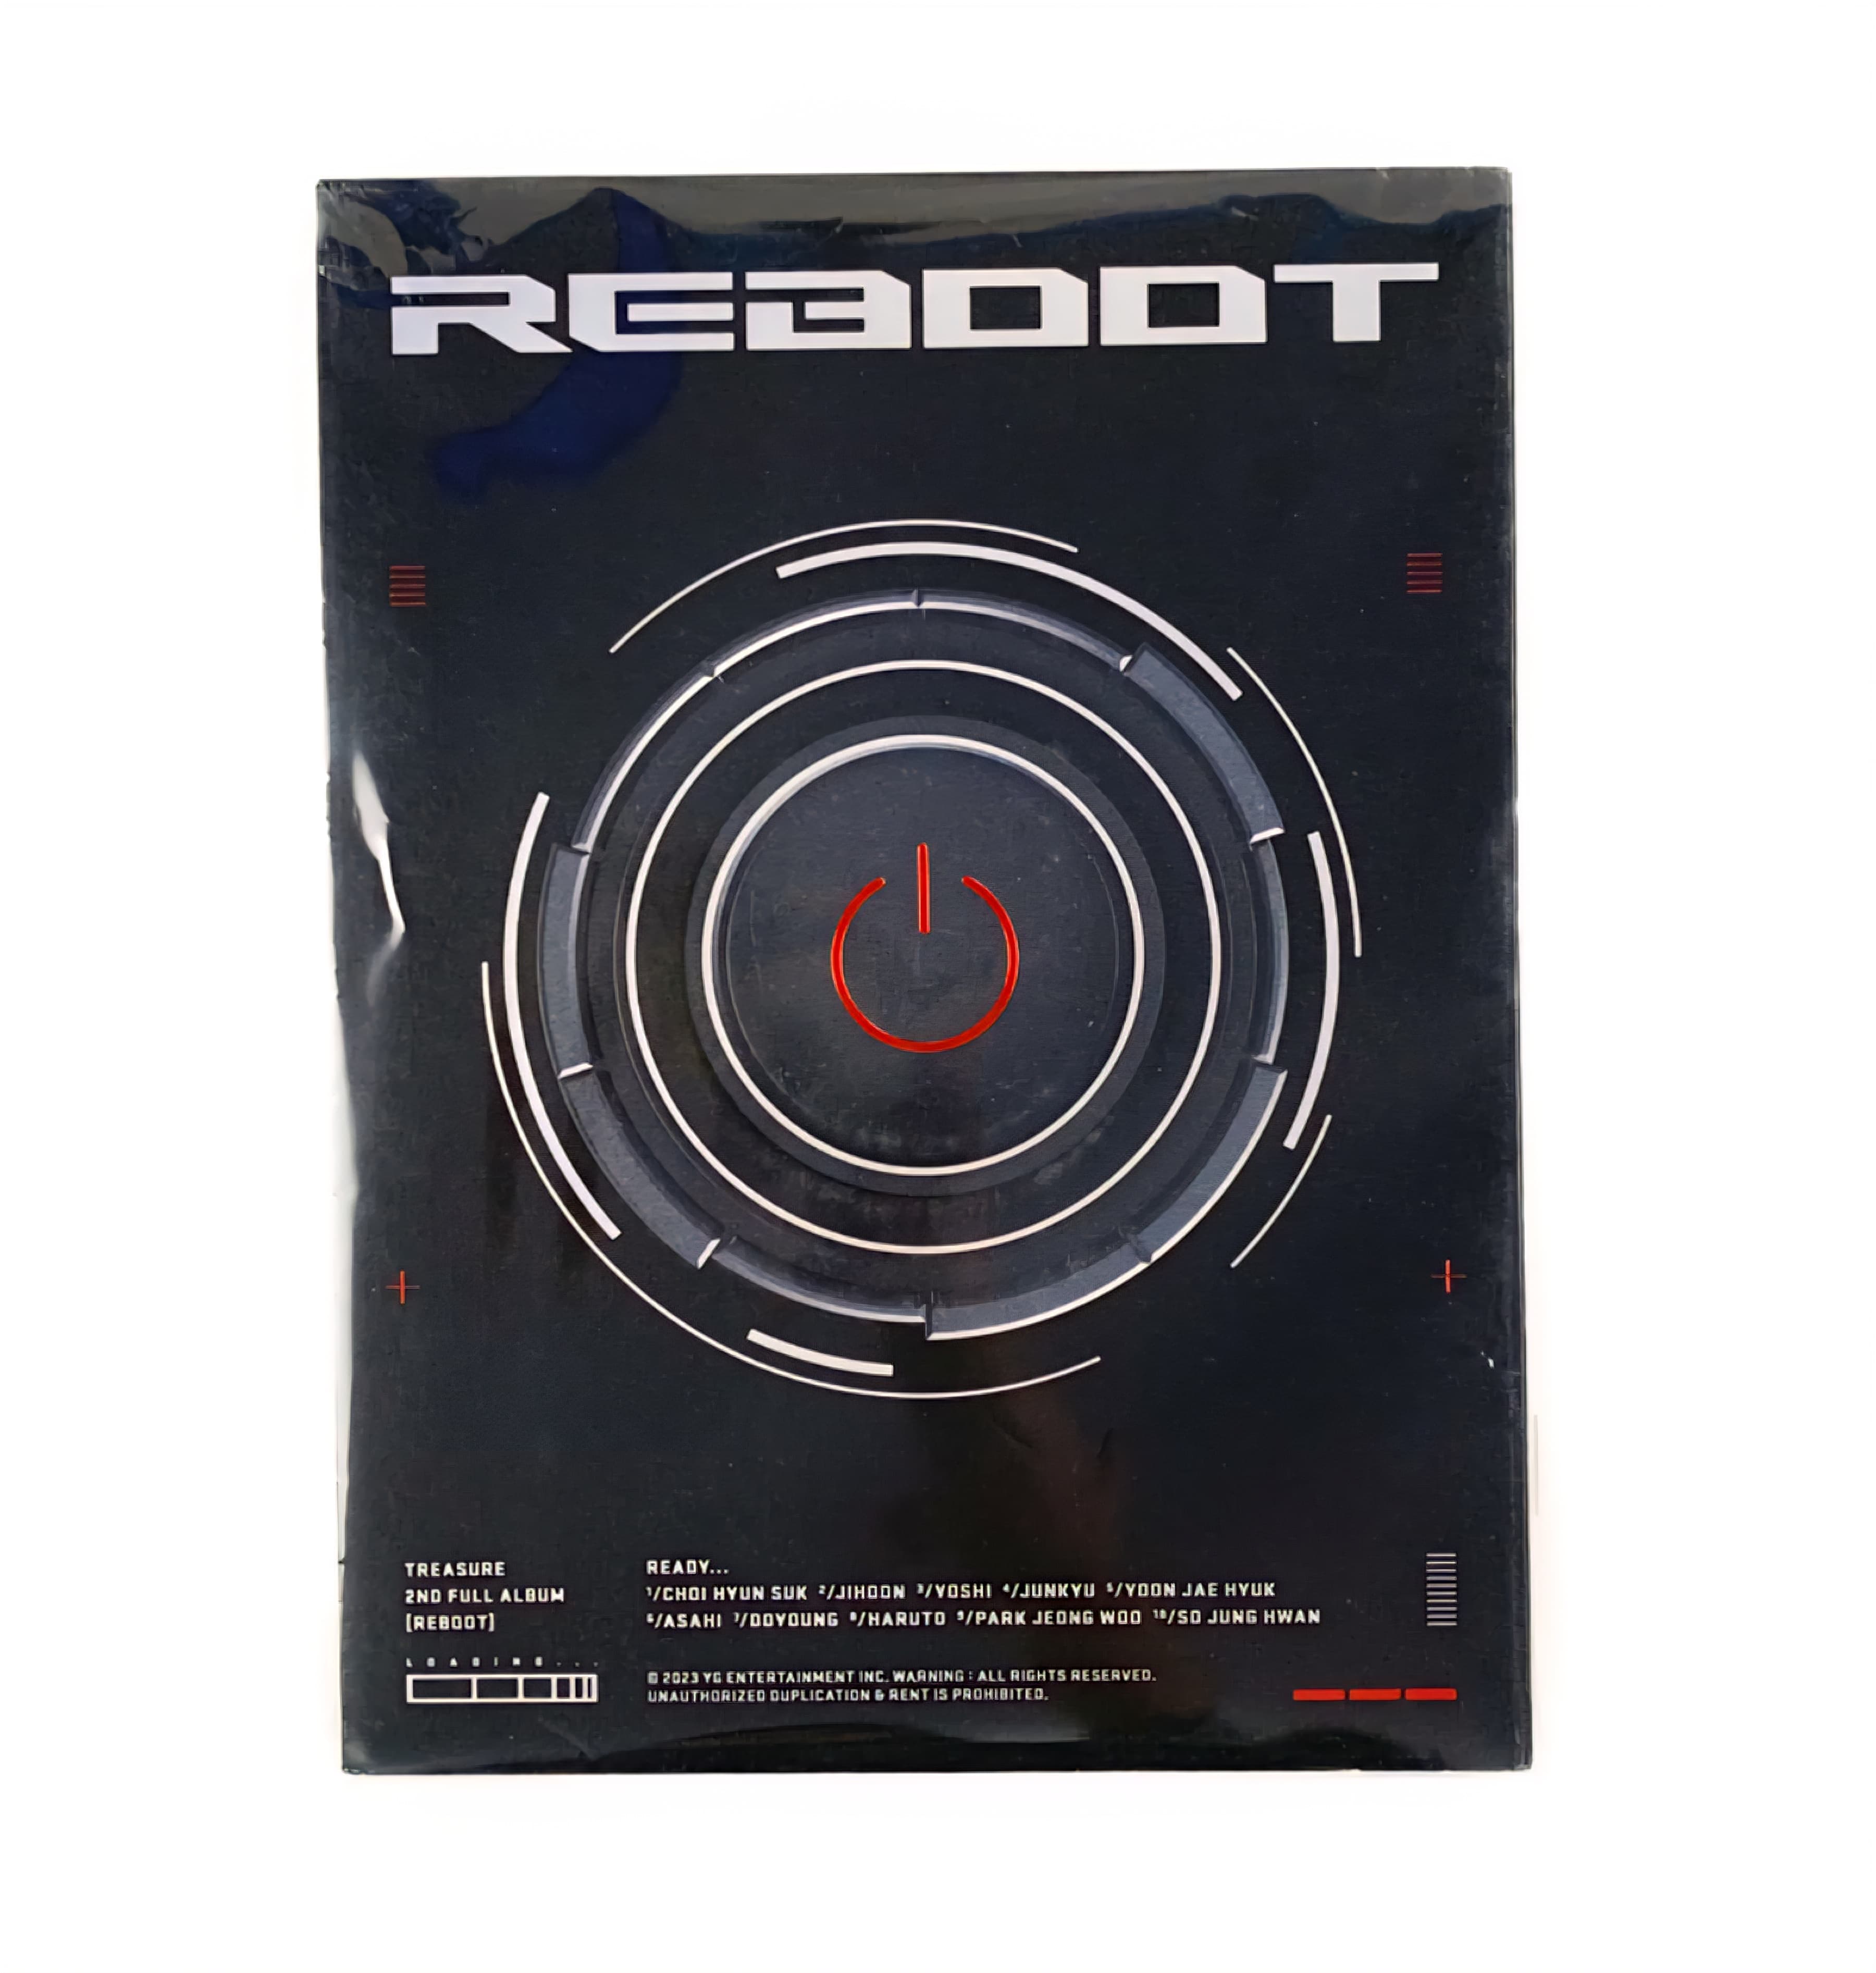 REBOOT
TREASURE
2ND FULL ALBUM
[REBOOT]
LOADING...
READY...
1/CHOI HYUN SUK 2/JIHOON 3/YOSHI 4/JUNKYU 5/YOON JAE HYUK
6/ASAHI 7/DOYOUNG 8/HARUTO 9/PARK JEONG WOO 10/SO JUNG HWAN
© 2023 YG ENTERTAINMENT INC. WARNING : ALL RIGHTS RESERVED.
UNAUTHORIZED DUPLICATION & RENT IS PROHIBITED.